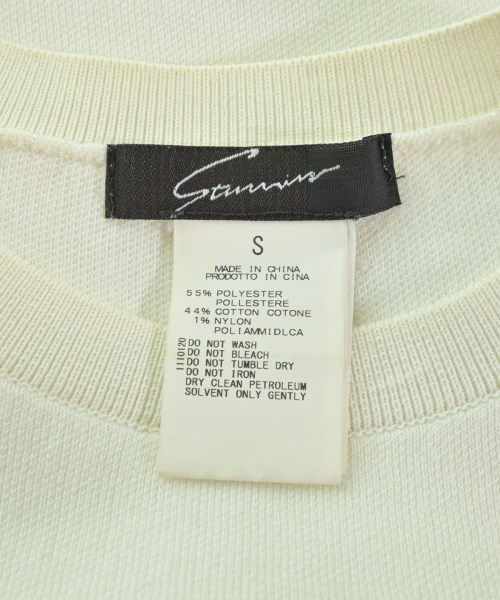 S
MADE IN CHINA
PRODOTTO IN CINA
55% POLYESTER
POLLESTERE
44% COTTON COTONE
1% NYLON
POLIAMMIDLCA
1110120
DO NOT WASH
DO NOT BLEACH
DO NOT TUMBLE DRY
DO NOT IRON
DRY CLEAN PETROLEUM
SOLVENT ONLY GENTLY